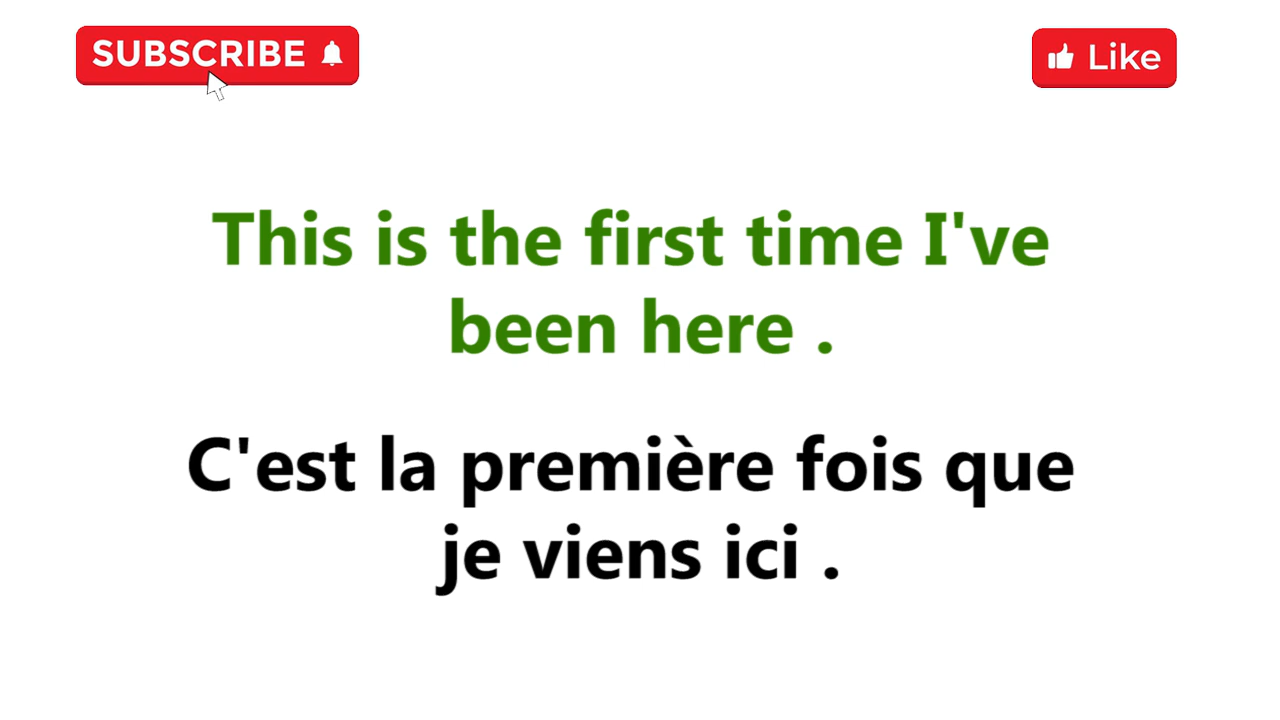 SUBSCRIBE
Like
This is the first time I've
been here .
C'est la première fois que
je viens ici .